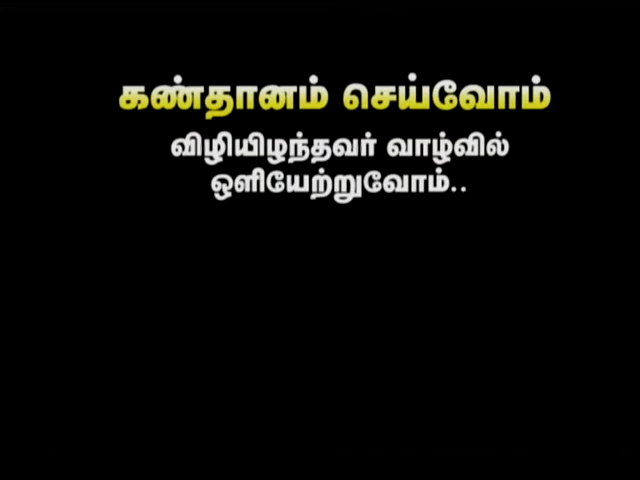 கண்தானம் செய்வோம்
விழியிழந்தவர் வாழ்வில்
ஒளியேற்றுவோம்..